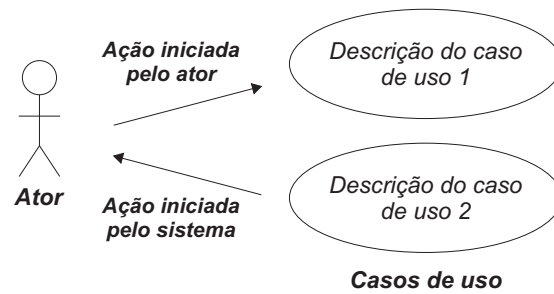 Ação iniciada
pelo ator
Descrição do caso
de uso 1
Ator
Ação iniciada
pelo sistema
Descrição do caso
de uso 2
Casos de uso